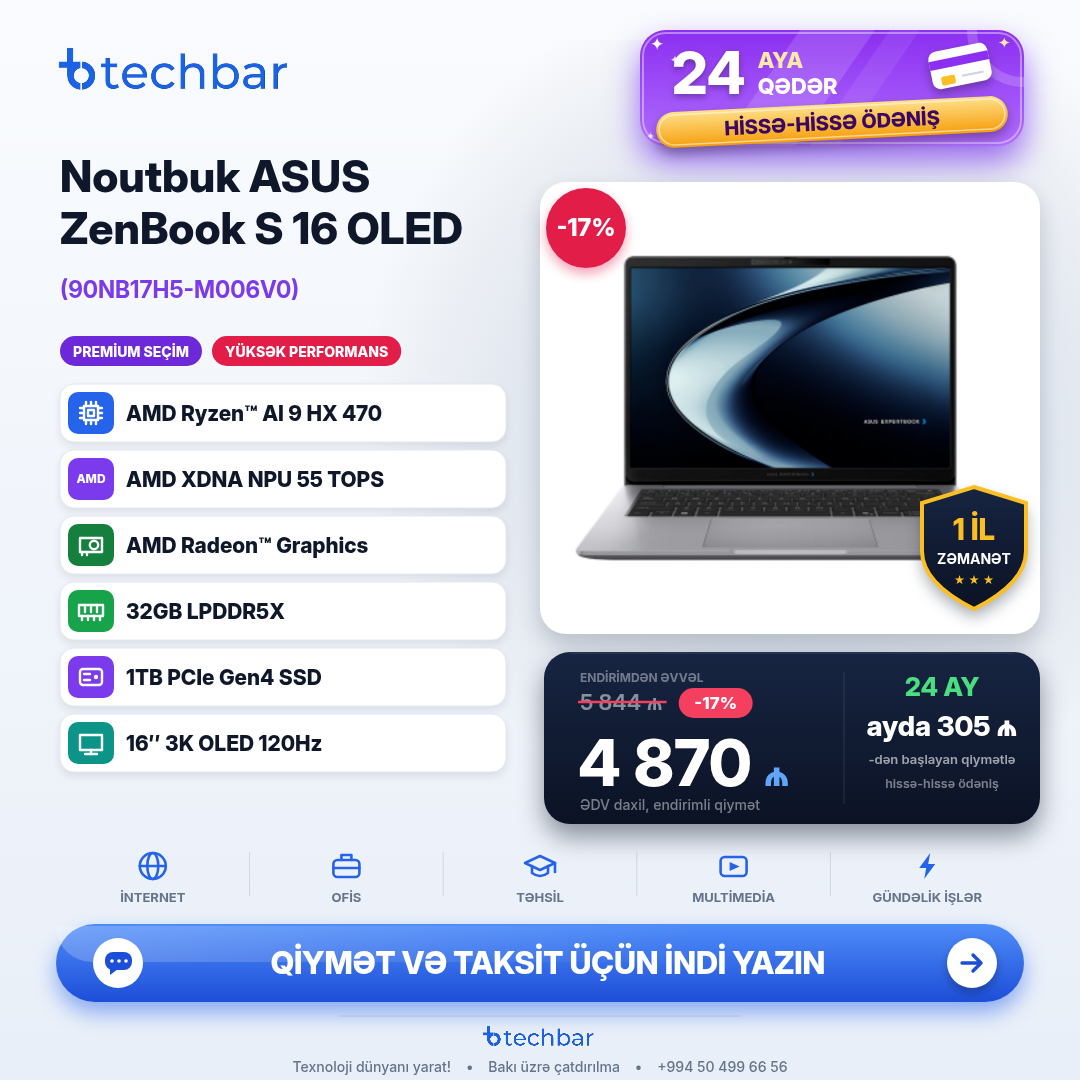 techbar
24 AYA
QƏDƏR
HİSSƏ-HİSSƏ ÖDƏNİŞ
Noutbuk ASUS
ZenBook S 16 OLED
(90NB17H5-M006V0)
PREMİUM SEÇİM
YÜKSƏK PERFORMANS
AMD Ryzen™ AI 9 HX 470
AMD
AMD XDNA NPU 55 TOPS
AMD Radeon™ Graphics
32GB LPDDR5X
1TB PCIe Gen4 SSD
16″ 3K OLED 120Hz
-17%
ASUS EXPERTBOOK
1 İL
ZƏMANƏT
★ ★ ★
ENDİRİMDƏN ƏVVƏL
5 844 ₼ -17%
4 870 ₼
ƏDV daxil, endirimli qiymət
24 AY
ayda 305 ₼
-dən başlayan qiymətlə
hissə-hissə ödəniş
İNTERNET
OFİS
TƏHSİL
MULTİMEDİA
GÜNDƏLİK İŞLƏR
QİYMƏT VƏ TAKSİT ÜÇÜN İNDİ YAZIN
techbar
Texnoloji dünyanı yarat! • Bakı üzrə çatdırılma • +994 50 499 66 56